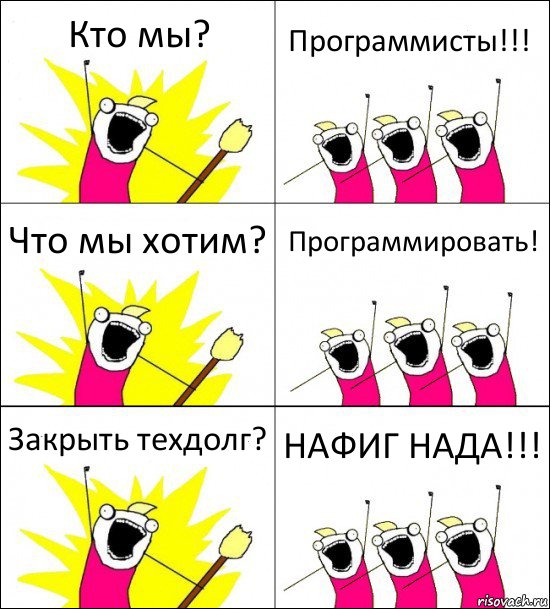 Кто мы?
Программисты!!!
Что мы хотим?
Программировать!
Закрыть техдолг?
НАФИГ НАДА!!!
risovach.ru